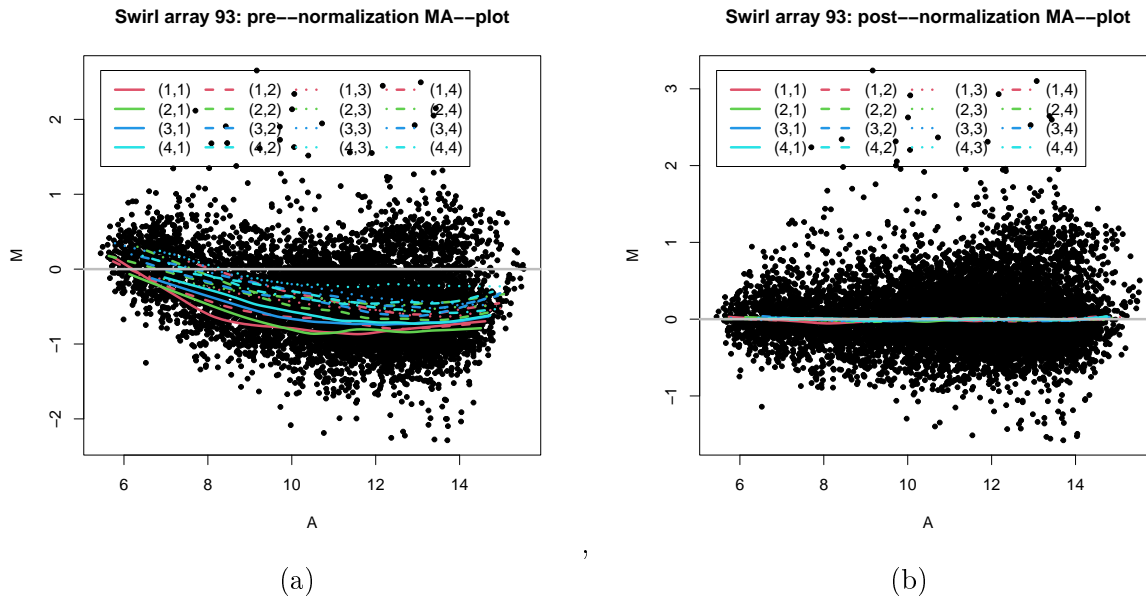 Swirl array 93: pre−−normalization MA−−plot
M
2
1
0
−1
−2
(1,1) (1,2) (1,3) (1,4)
(2,1) (2,2) (2,3) (2,4)
(3,1) (3,2) (3,3) (3,4)
(4,1) (4,2) (4,3) (4,4)
6 8 10 12 14
A
(a)
,
Swirl array 93: post−−normalization MA−−plot
M
3
2
1
0
−1
(1,1) (1,2) (1,3) (1,4)
(2,1) (2,2) (2,3) (2,4)
(3,1) (3,2) (3,3) (3,4)
(4,1) (4,2) (4,3) (4,4)
6 8 10 12 14
A
(b)